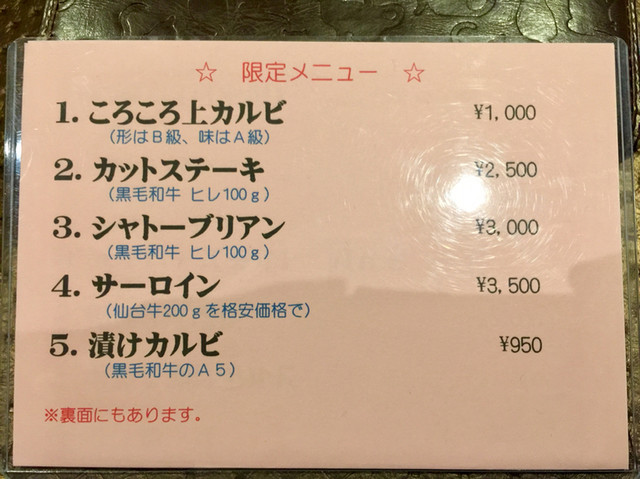 ☆ 限定メニュー ☆
1. ころころ上カルビ ¥1,000
(形はB級、味はA級)
2. カットステーキ ¥2,500
(黒毛和牛 ヒレ100g)
3. シャトーブリアン ¥3,000
(黒毛和牛 ヒレ100g)
4. サーロイン ¥3,500
(仙台牛200gを格安価格で)
5. 漬けカルビ ¥950
(黒毛和牛のA5)
※裏面にもあります。